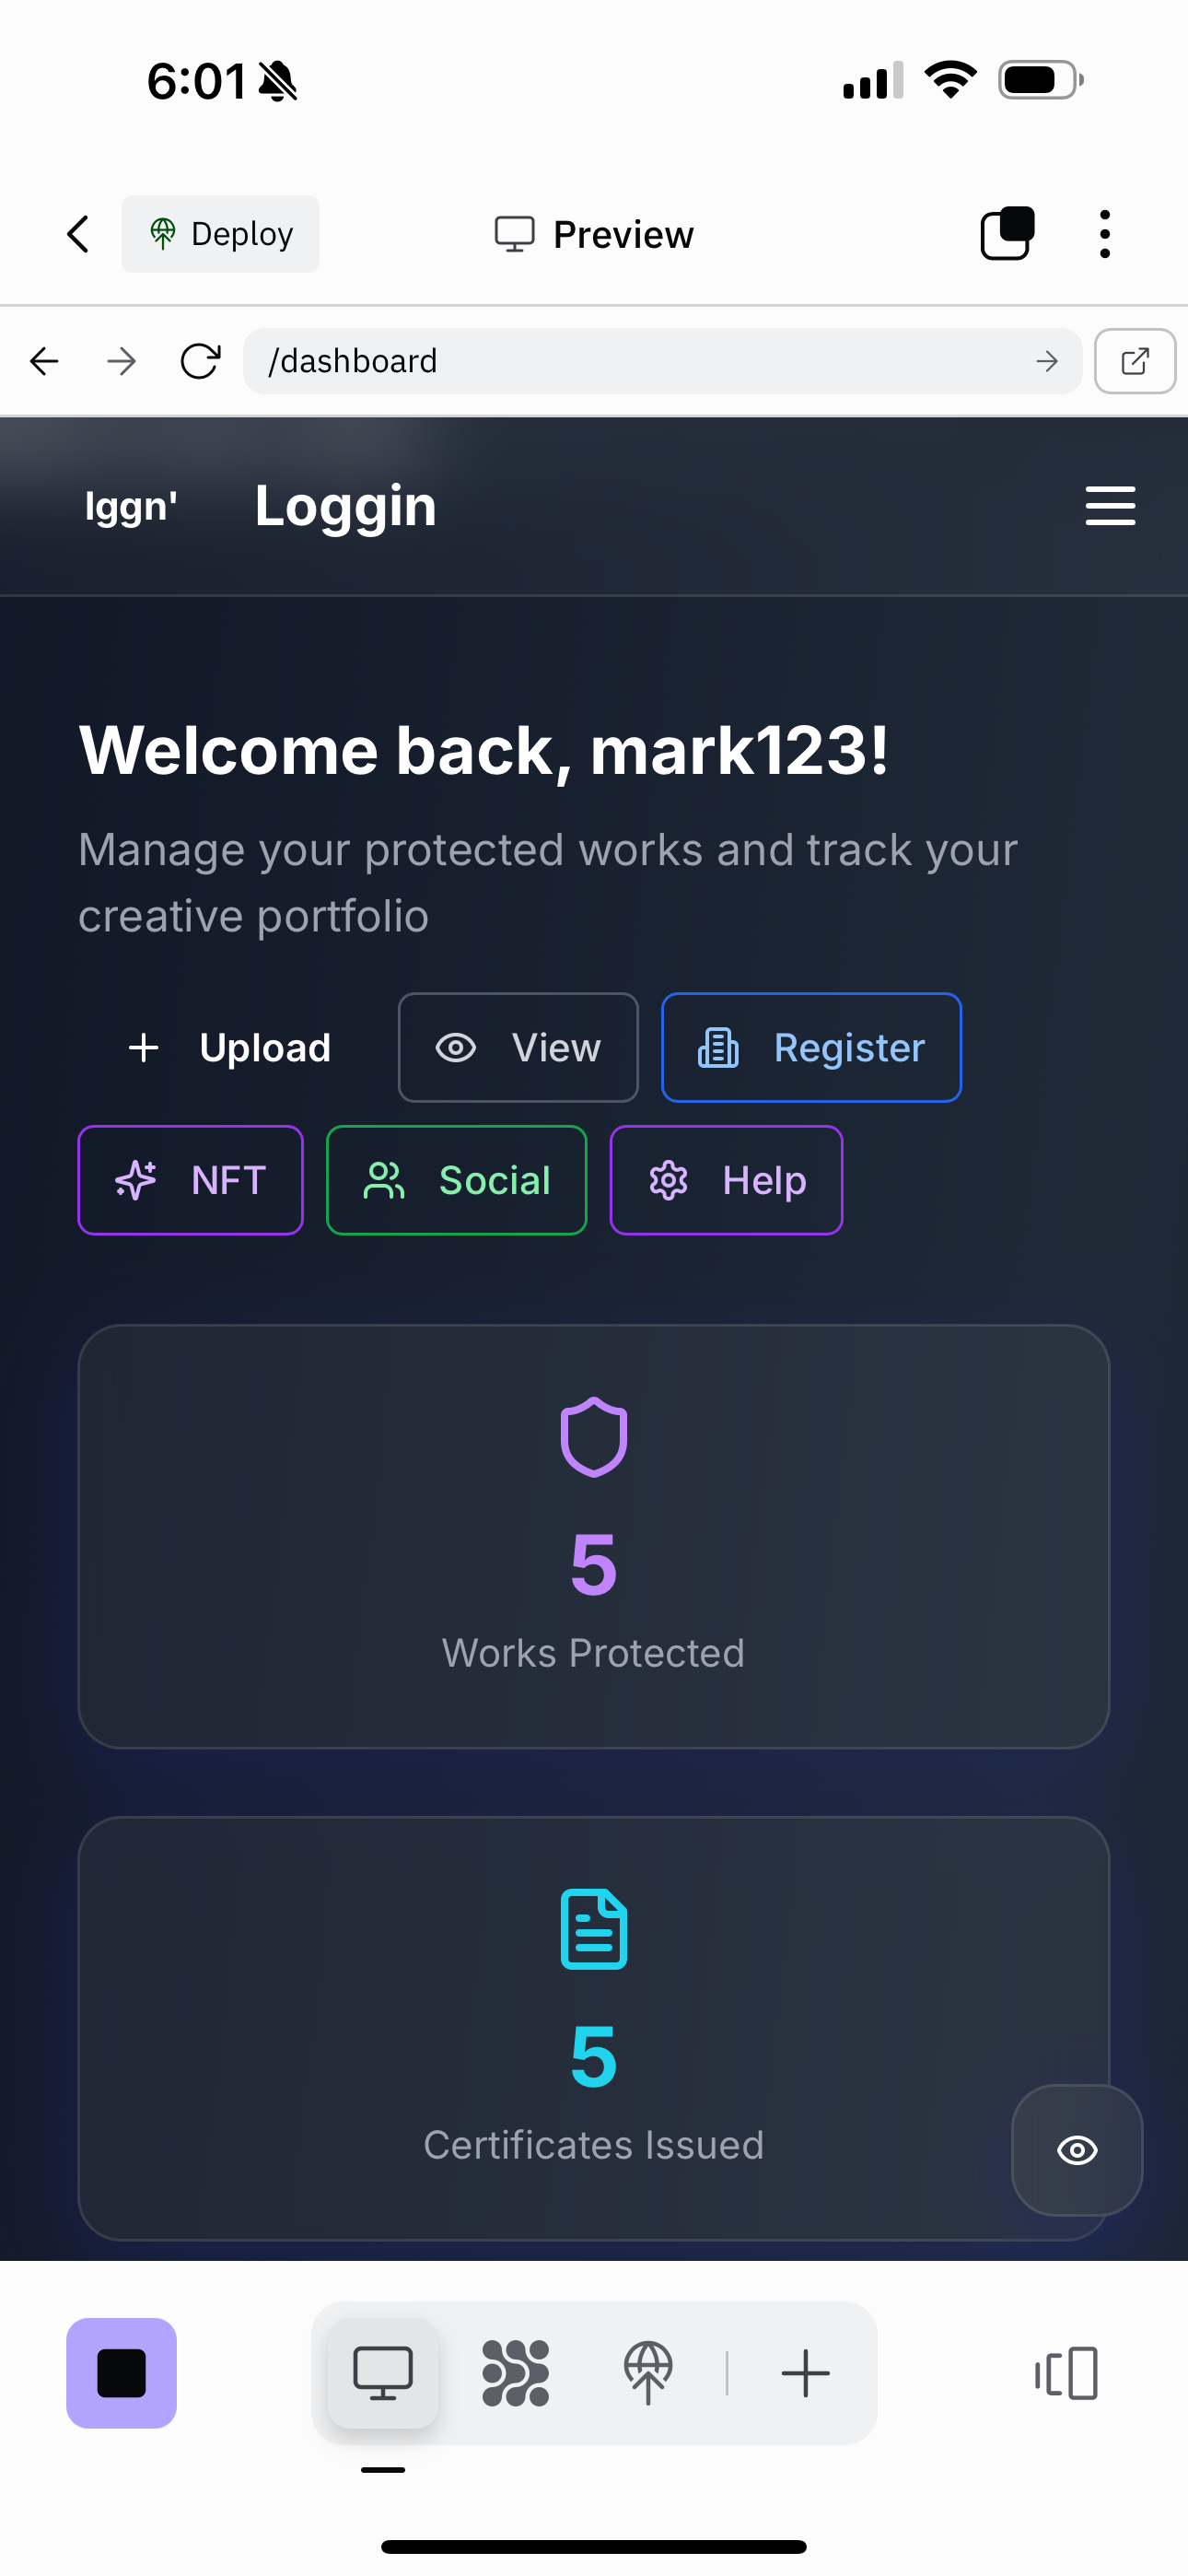 6:01
Deploy
Preview
/dashboard
lggn'
Loggin
Welcome back, mark123!
Manage your protected works and track your
creative portfolio
Upload
View
Register
NFT
Social
Help
5
Works Protected
5
Certificates Issued